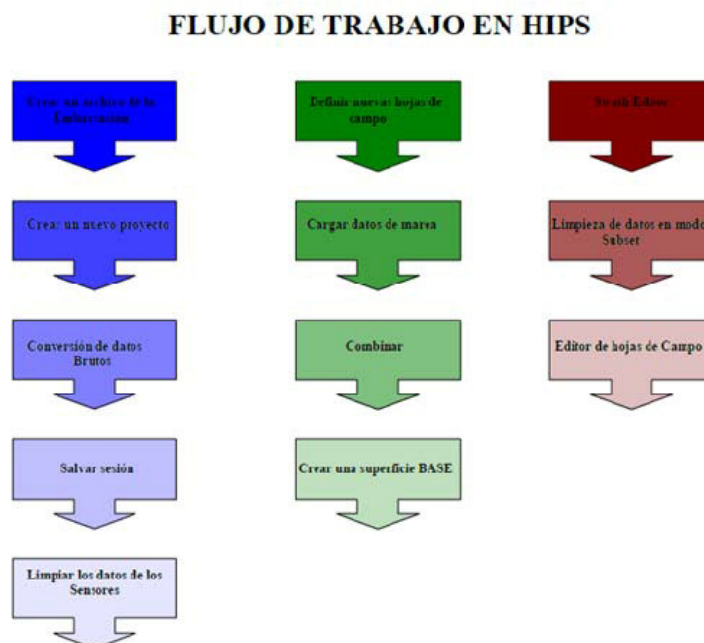 FLUJO DE TRABAJO EN HIPS
Crear un archivo de la
Embarcación
Crear un nuevo proyecto
Conversión de datos
Brutos
Salvar sesión
Limpiar los datos de los
Sensores
Definir nuevas hojas de
campo
Cargar datos de marea
Combinar
Crear una superficie BASE
Swath Editor
Limpieza de datos en modo
Subset
Editor de hojas de Campo